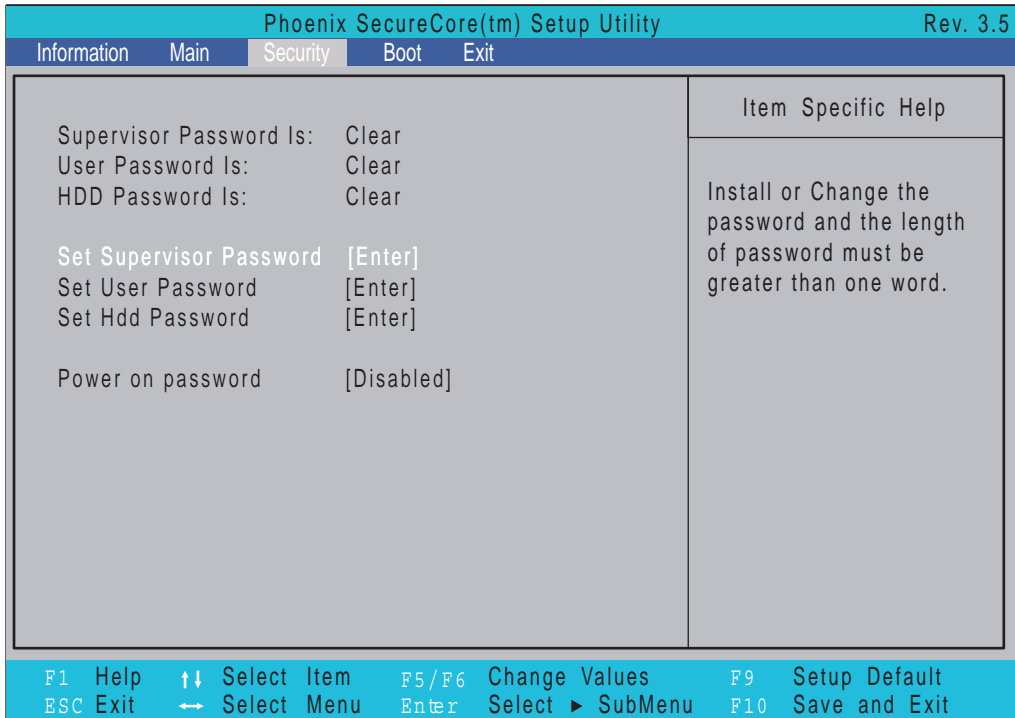 Phoenix SecureCore(tm) Setup Utility Rev. 3.5
Information Main Security Boot Exit
Item Specific Help
Supervisor Password Is: Clear
User Password Is: Clear
HDD Password Is: Clear
Set Supervisor Password [Enter]
Set User Password [Enter]
Set Hdd Password [Enter]
Power on password [Disabled]
Install or Change the
password and the length
of password must be
greater than one word.
F1 Help ↑↓ Select Item F5/F6 Change Values F9 Setup Default
ESC Exit ↔ Select Menu Enter Select ► SubMenu F10 Save and Exit